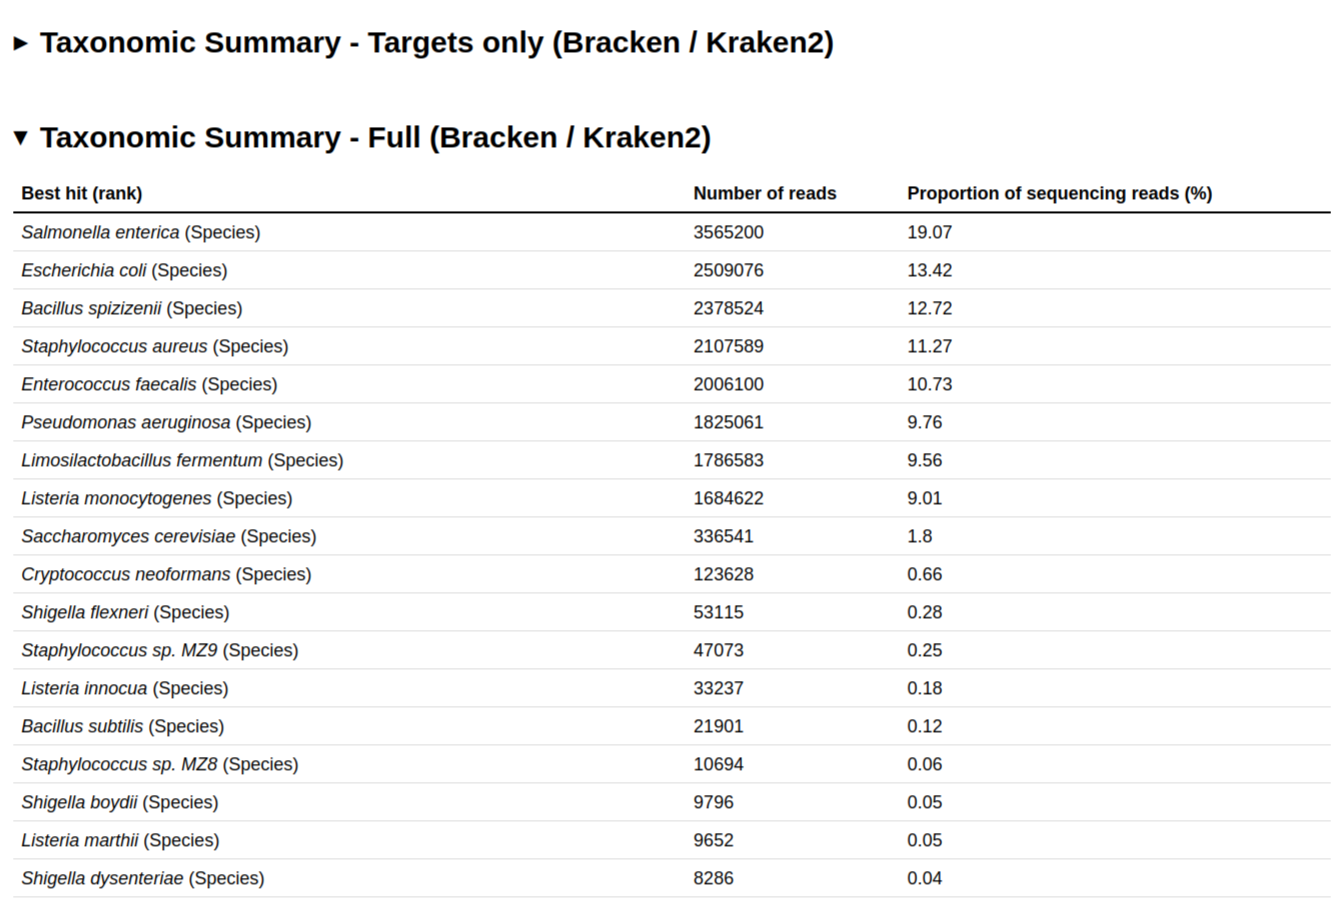 Taxonomic Summary - Targets only (Bracken / Kraken2)
Taxonomic Summary - Full (Bracken / Kraken2)
Best hit (rank) Number of reads Proportion of sequencing reads (%)
Salmonella enterica (Species) 3565200 19.07
Escherichia coli (Species) 2509076 13.42
Bacillus spizizenii (Species) 2378524 12.72
Staphylococcus aureus (Species) 2107589 11.27
Enterococcus faecalis (Species) 2006100 10.73
Pseudomonas aeruginosa (Species) 1825061 9.76
Limosilactobacillus fermentum (Species) 1786583 9.56
Listeria monocytogenes (Species) 1684622 9.01
Saccharomyces cerevisiae (Species) 336541 1.8
Cryptococcus neoformans (Species) 123628 0.66
Shigella flexneri (Species) 53115 0.28
Staphylococcus sp. MZ9 (Species) 47073 0.25
Listeria innocua (Species) 33237 0.18
Bacillus subtilis (Species) 21901 0.12
Staphylococcus sp. MZ8 (Species) 10694 0.06
Shigella boydii (Species) 9796 0.05
Listeria marthii (Species) 9652 0.05
Shigella dysenteriae (Species) 8286 0.04